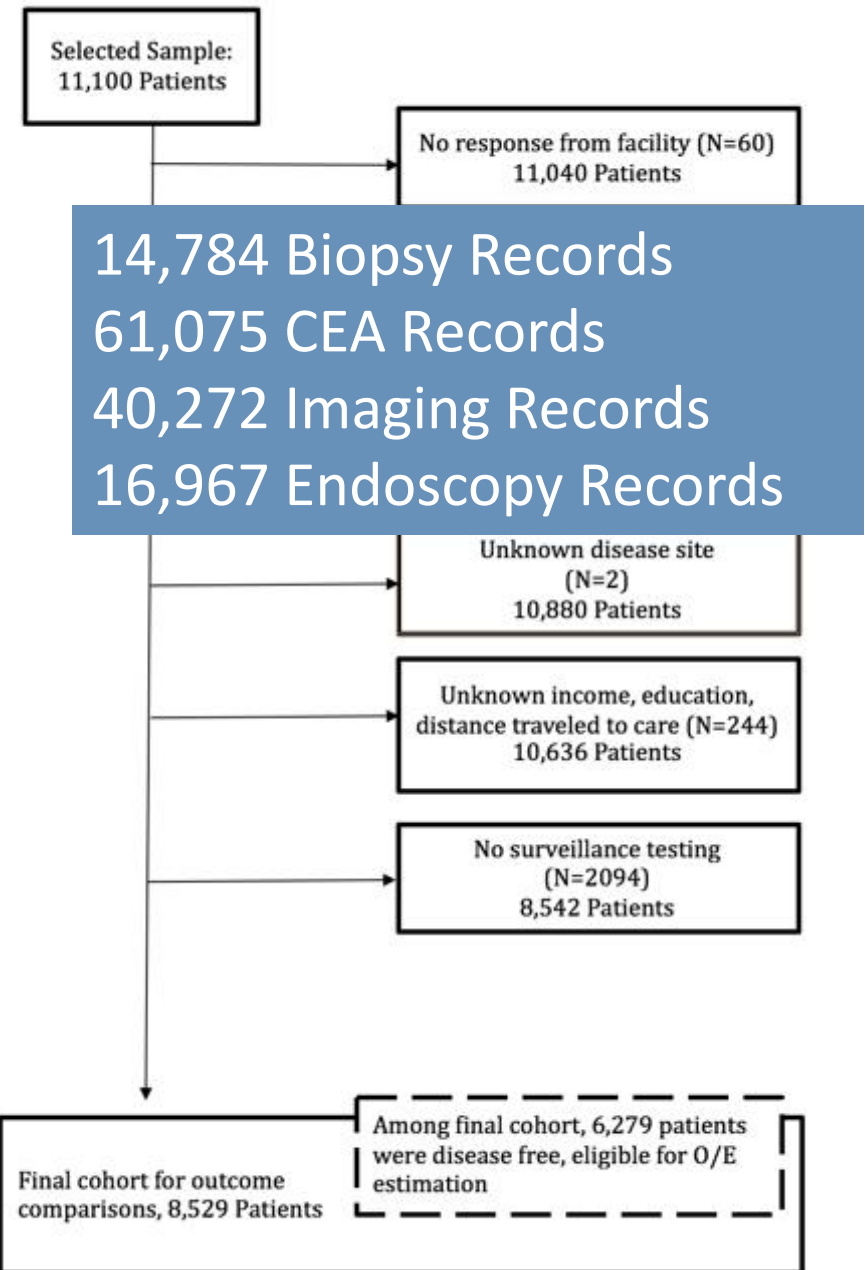 Selected Sample:
11,100 Patients
No response from facility (N=60)
11,040 Patients
14,784 Biopsy Records
61,075 CEA Records
40,272 Imaging Records
16,967 Endoscopy Records
Unknown disease site
(N=2)
10,880 Patients
Unknown income, education,
distance traveled to care (N=244)
10,636 Patients
No surveillance testing
(N=2094)
8,542 Patients
Among final cohort, 6,279 patients
were disease free, eligible for O/E
estimation
Final cohort for outcome
comparisons, 8,529 Patients